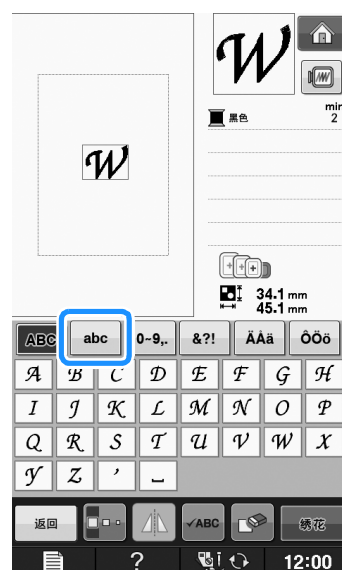 W
min
黑色 2
W
34.1 mm
45.1 mm
ABC abc 0~9,. &?! ÄÅä ÔÖö
A B C D E F G H
I J K L M N O P
Q R S T U V W X
Y Z ' ˽
返回 ✓ABC 绣花
? 12:00